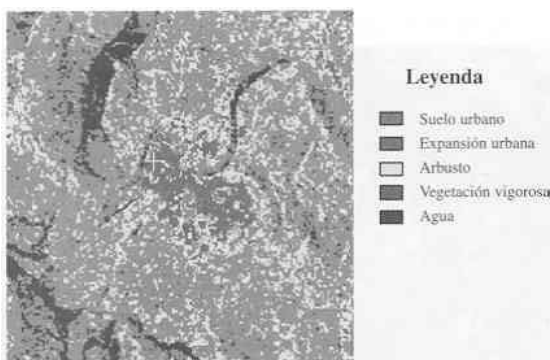 Leyenda
Suelo urbano
Expansión urbana
Arbusto
Vegetación vigorosa
Agua